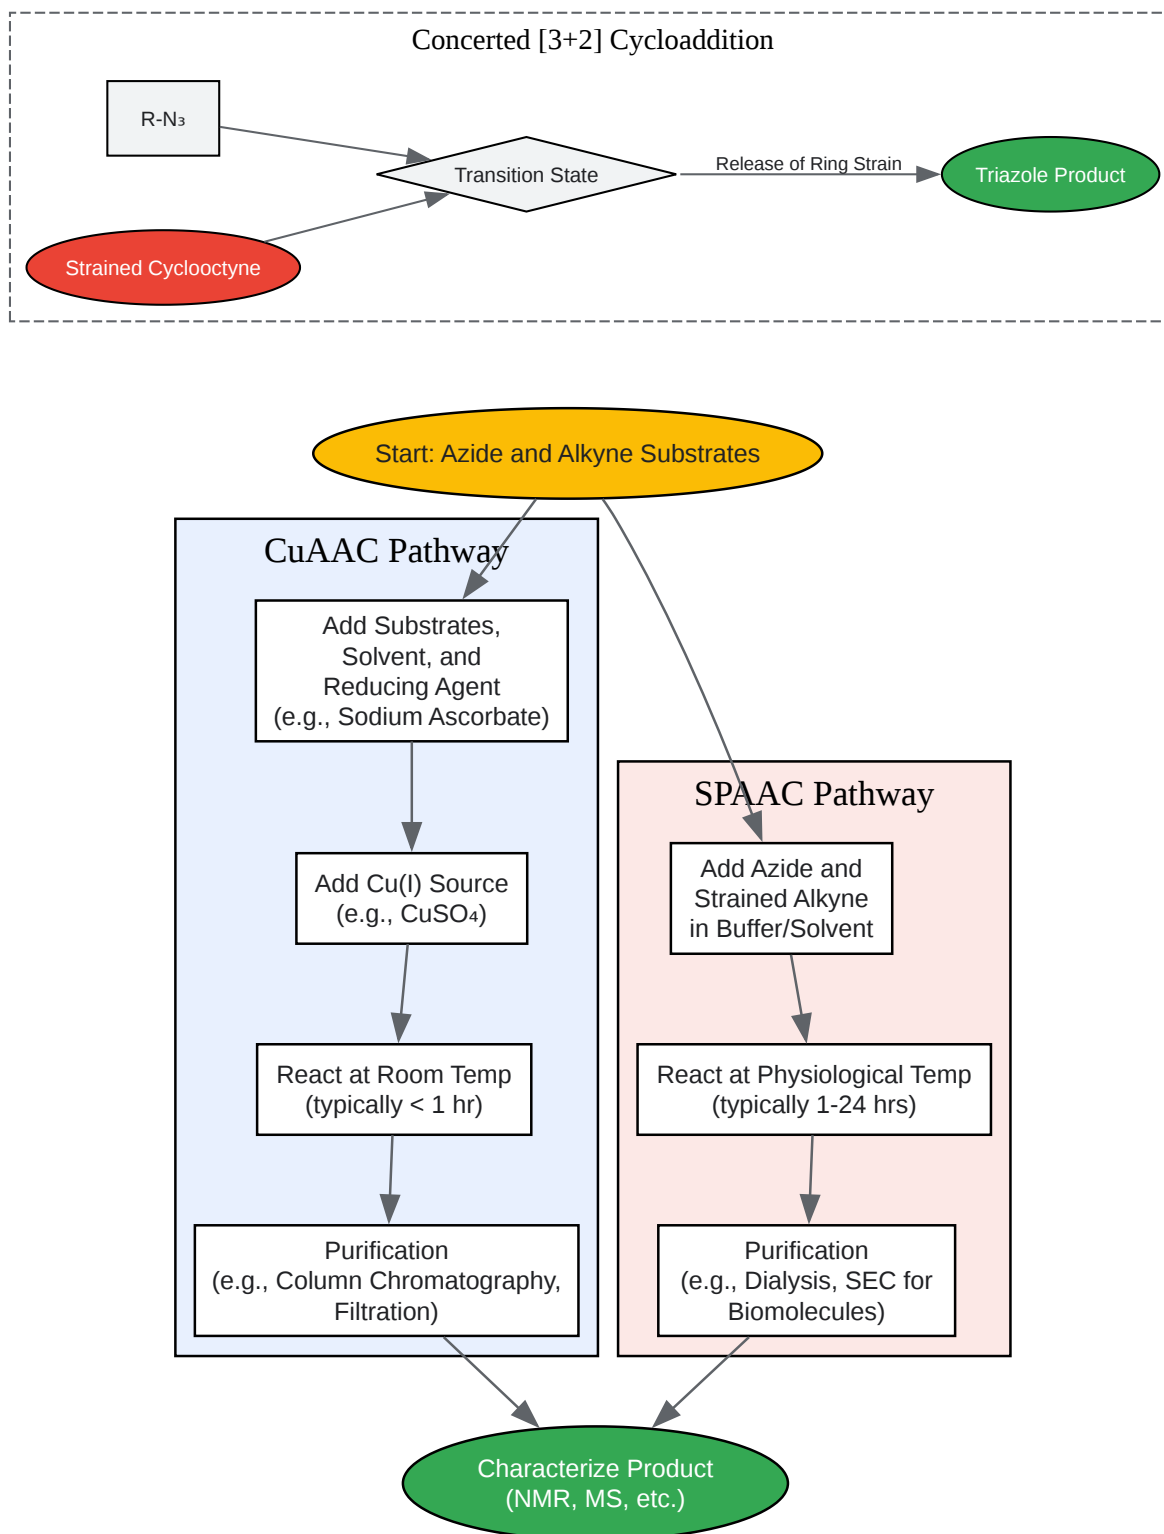 Concerted [3+2] Cycloaddition
R-N₃
Transition State
Release of Ring Strain
Triazole Product
Strained Cyclooctyne
Start: Azide and Alkyne Substrates
CuAAC Pathway
Add Substrates,
Solvent, and
Reducing Agent
(e.g., Sodium Ascorbate)
Add Cu(I) Source
(e.g., CuSO₄)
React at Room Temp
(typically < 1 hr)
Purification
(e.g., Column Chromatography,
Filtration)
SPAAC Pathway
Add Azide and
Strained Alkyne
in Buffer/Solvent
React at Physiological Temp
(typically 1-24 hrs)
Purification
(e.g., Dialysis, SEC for
Biomolecules)
Characterize Product
(NMR, MS, etc.)